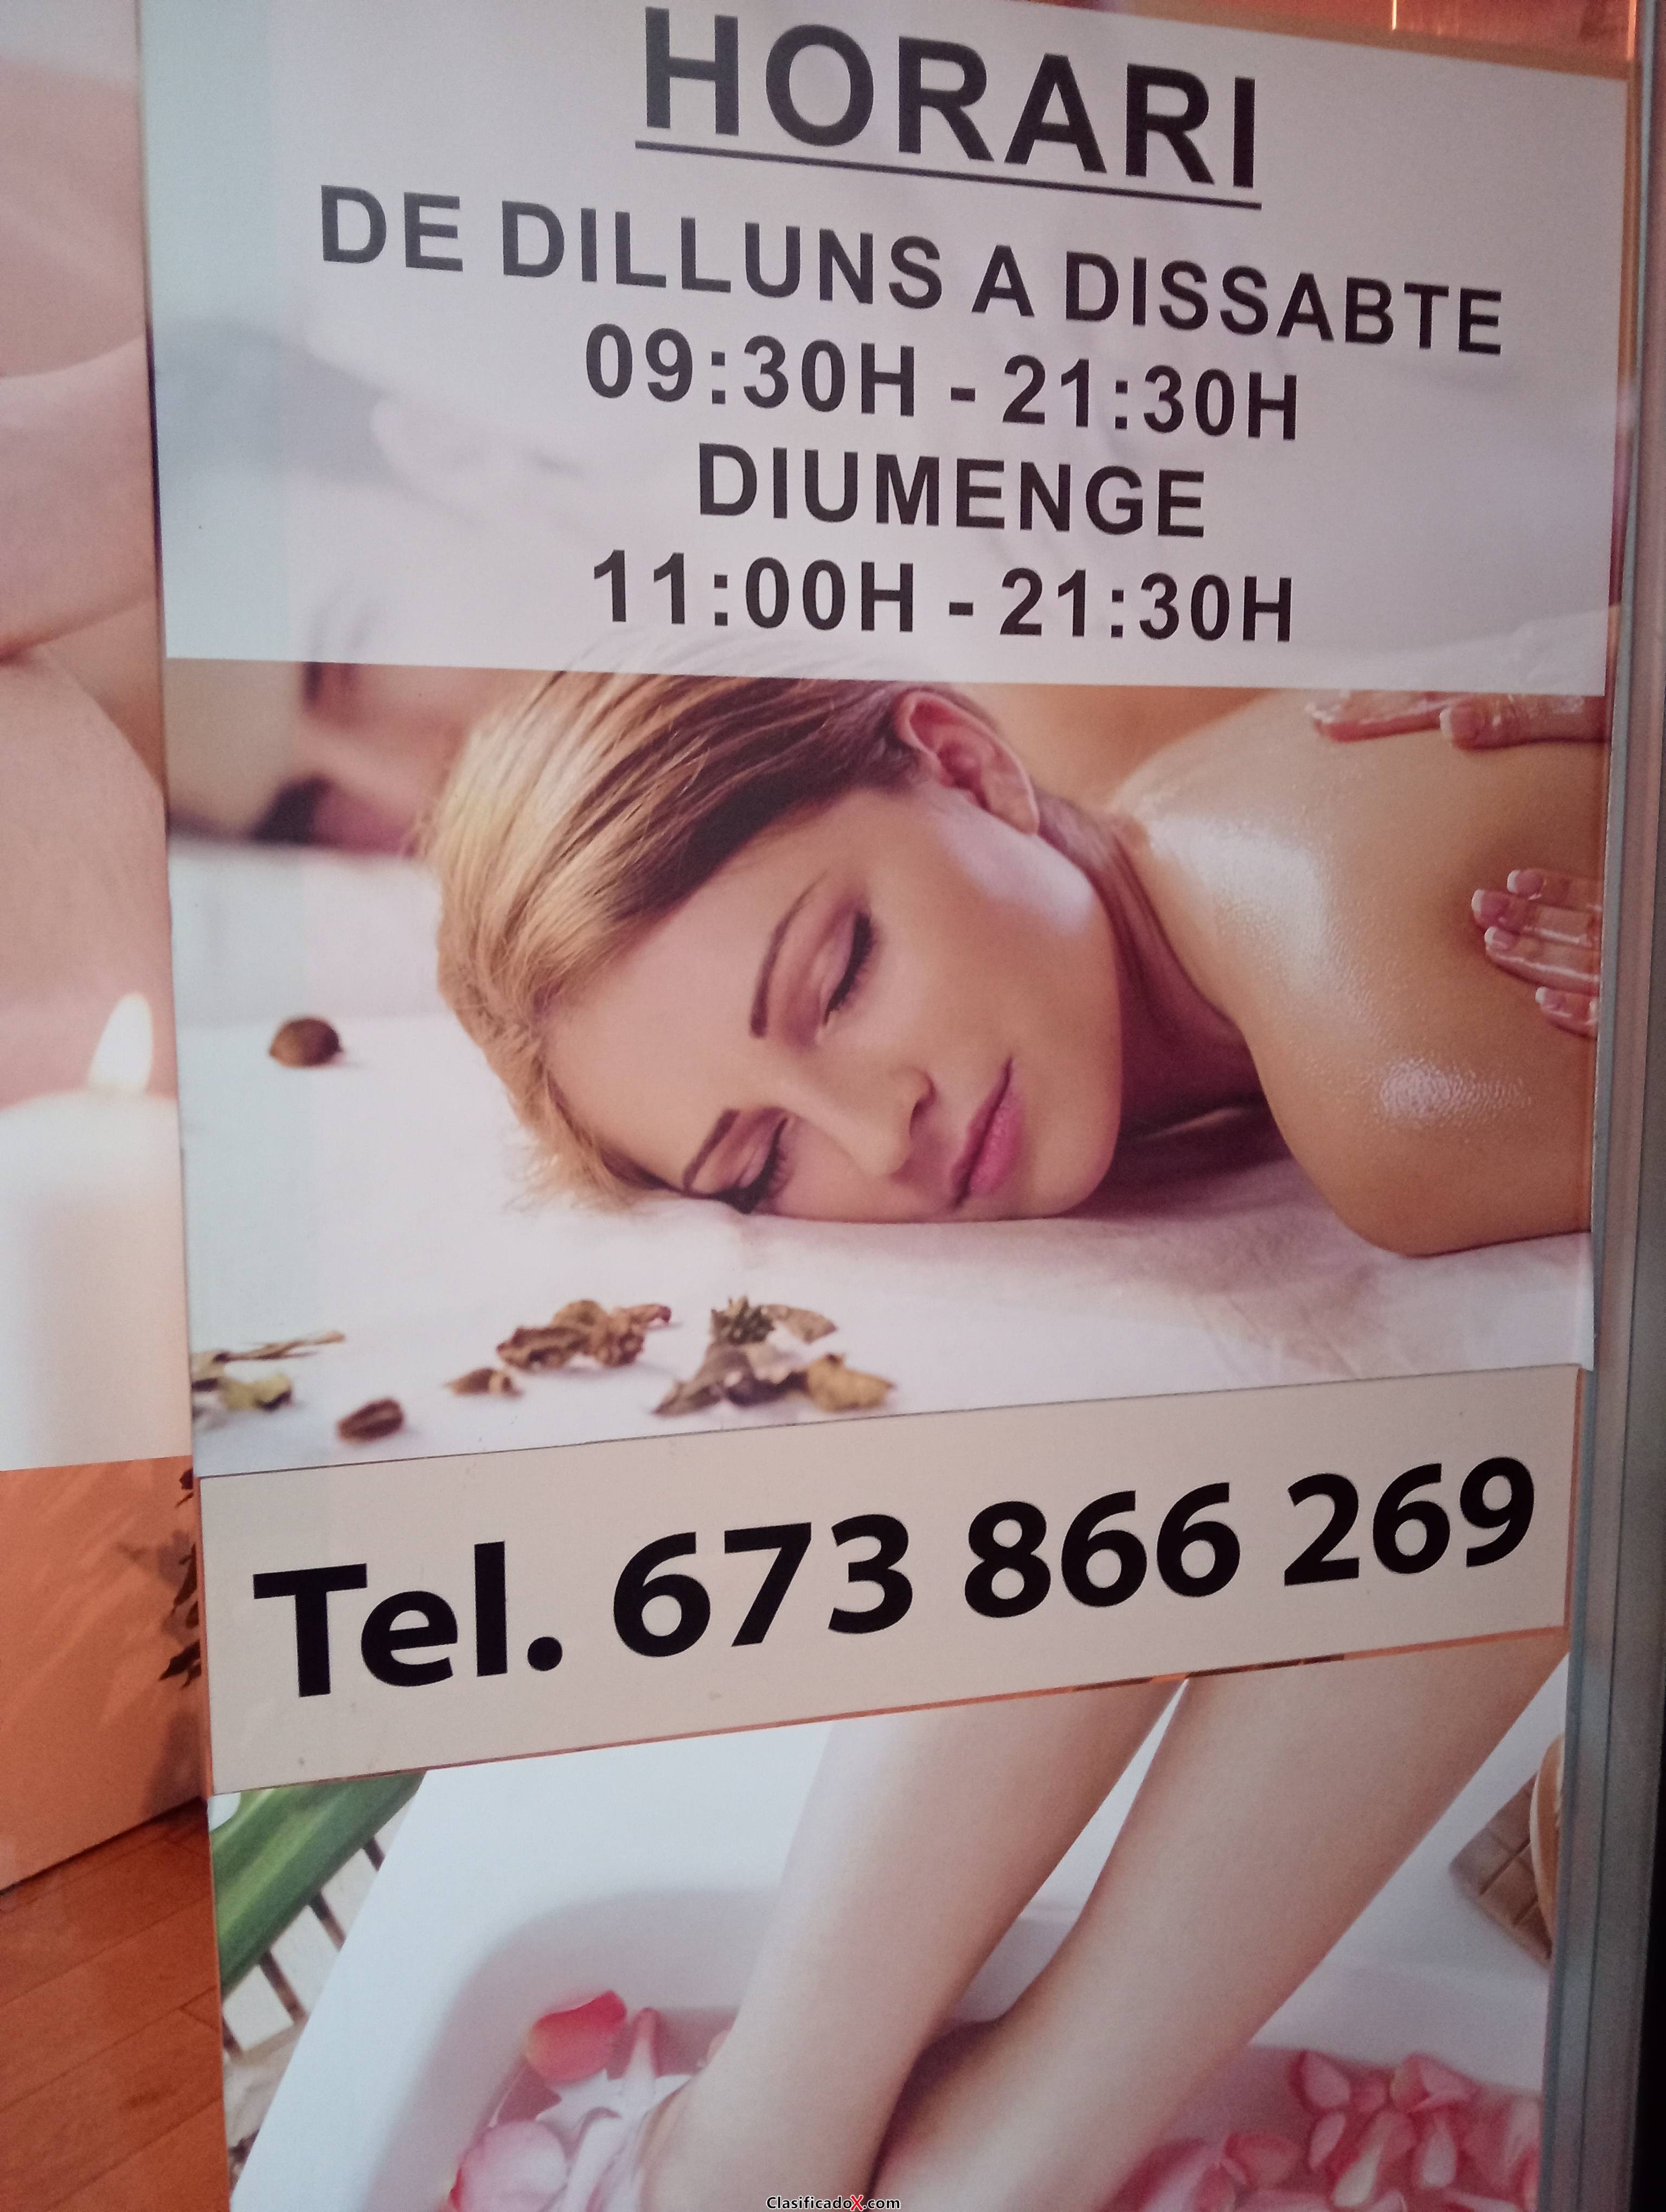 HORARI
DE DILLUNS A DISSABTE
09:30H - 21:30H
DIUMENGE
11:00H - 21:30H
Tel. 673 866 269
ClasificadoX.com